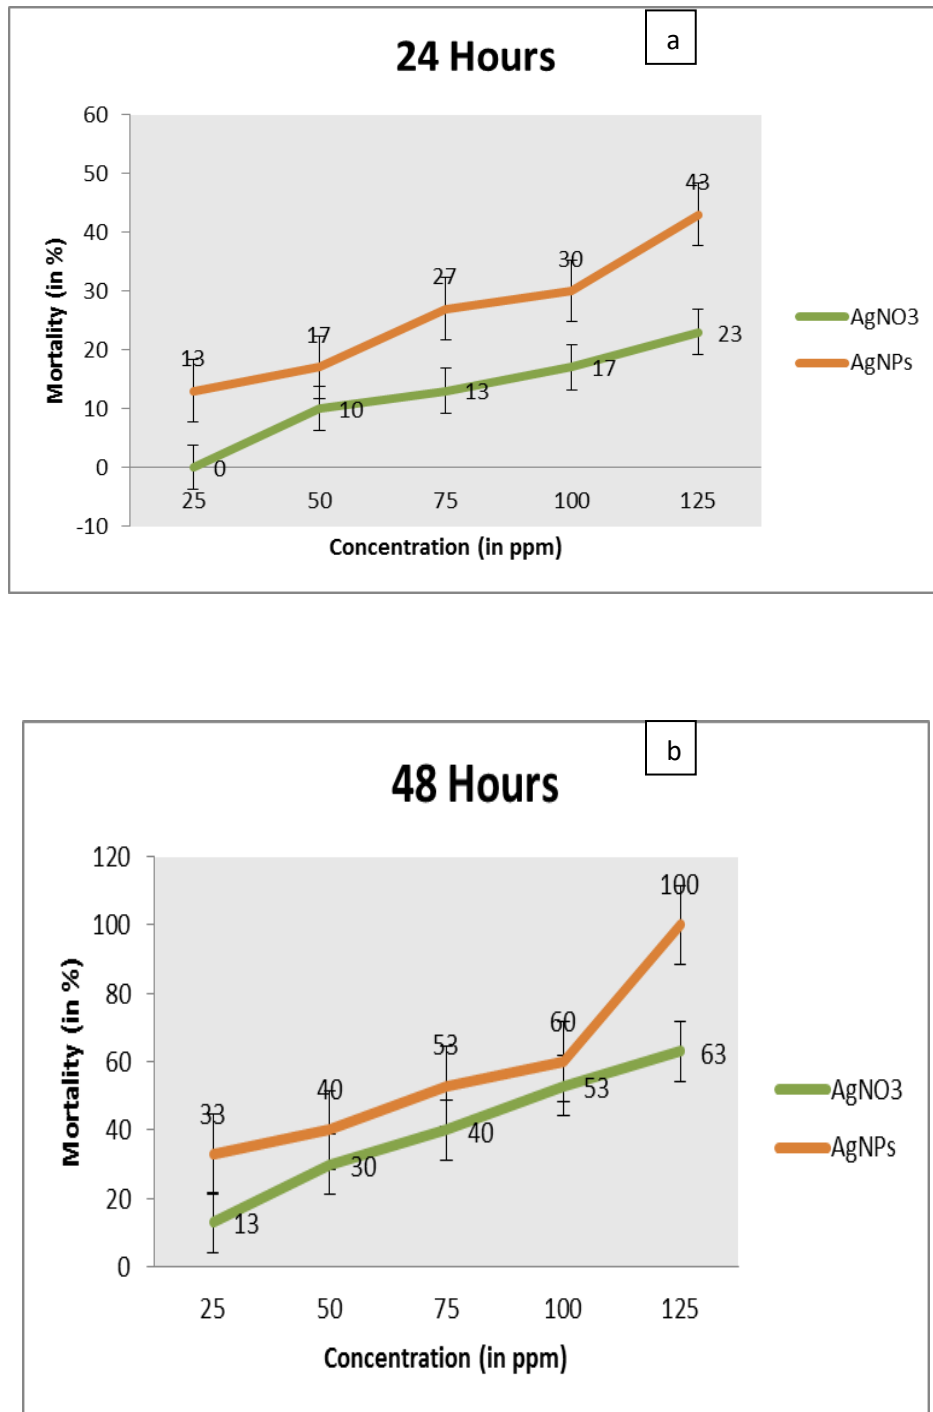 a
24 Hours
60
50
40
30
20
10
0
-10
Mortality (in %)
13
17
27
30
43
0
10
13
17
23
25 50 75 100 125
Concentration (in ppm)
AgNO3
AgNPs
b
48 Hours
120
100
80
60
40
20
0
Mortality (in %)
33
40
53
60
100
13
30
40
53
63
25 50 75 100 125
Concentration (in ppm)
AgNO3
AgNPs